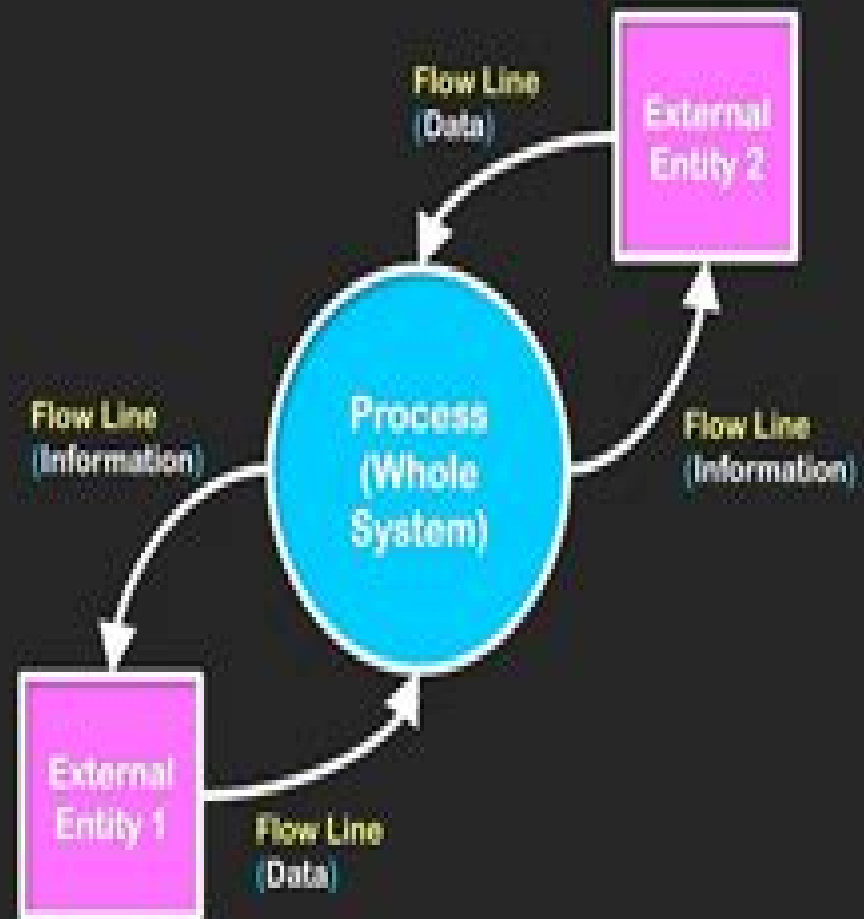 Flow Line
(Data)
External
Entity 2
Process
(Whole
System)
Flow Line
(Information)
Flow Line
(Information)
External
Entity 1
Flow Line
(Data)